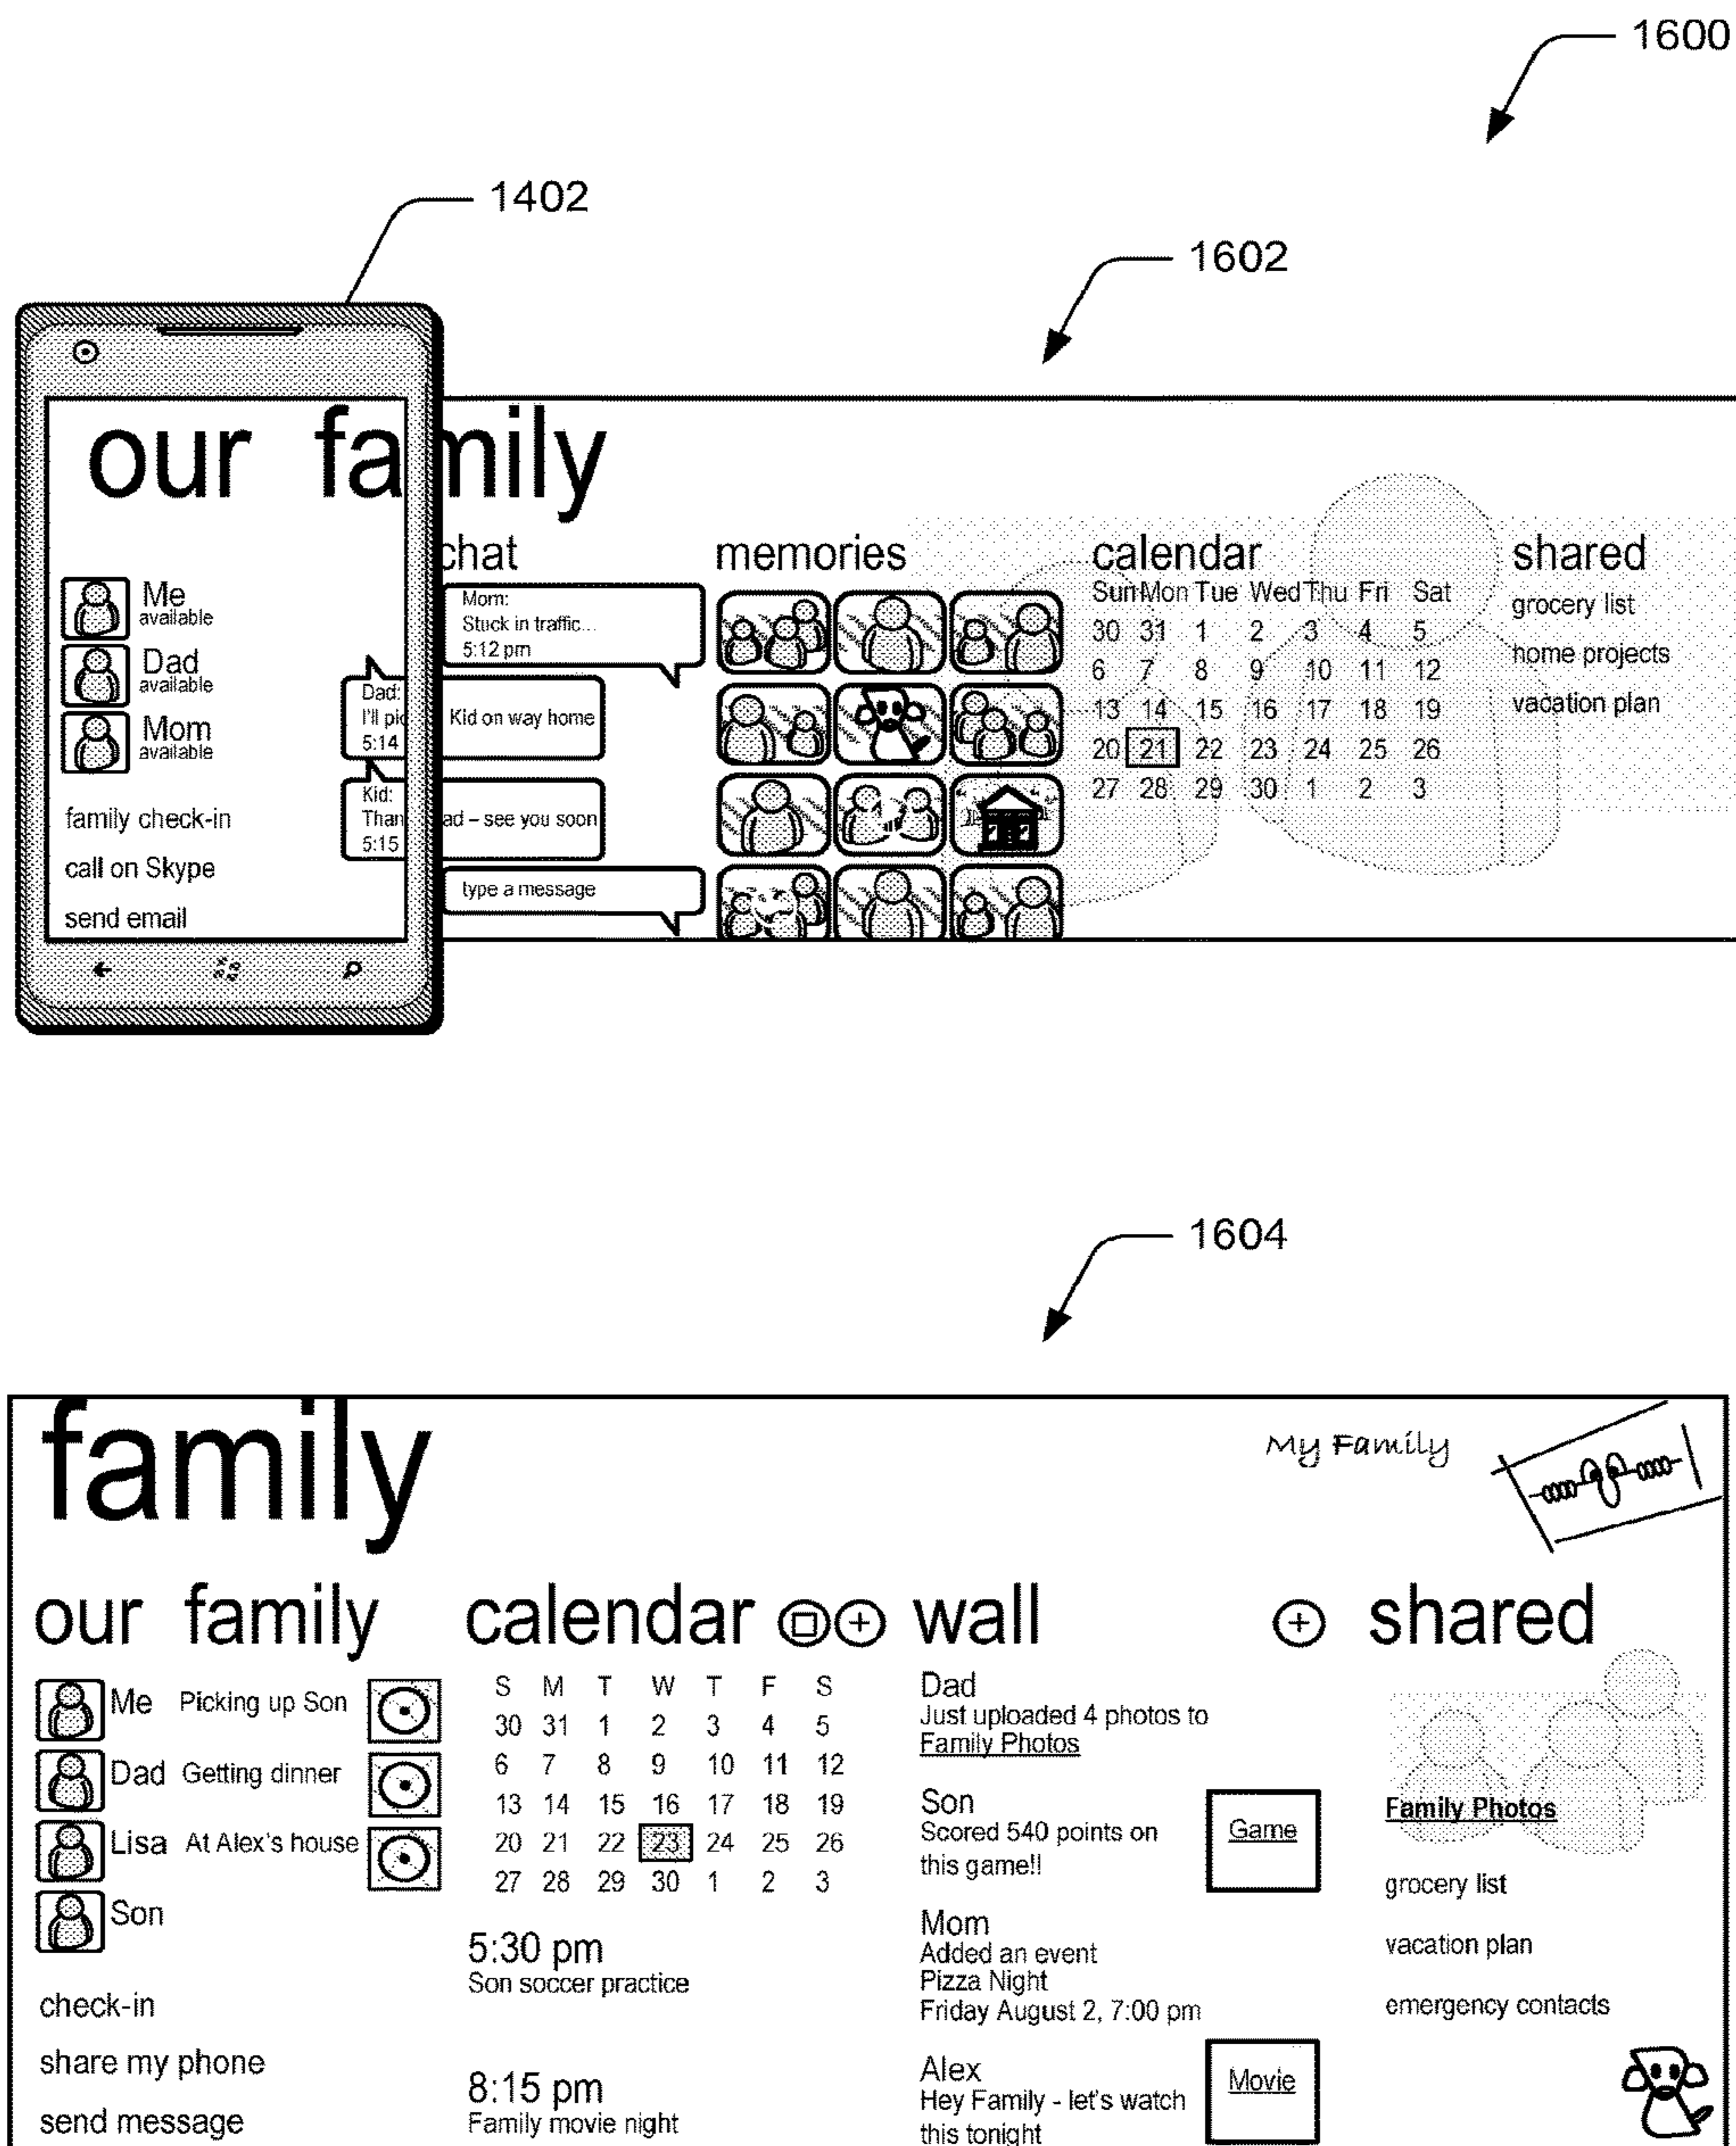 1600
1402
1602
our family
Me
available
Dad
available
Mom
available
family check-in
call on Skype
send email
chat
Mom:
Stuck in traffic...
5:12 pm
Dad:
I'll pic Kid on way home
5:14
Kid:
Than ad – see you soon
5:15
type a message
memories
calendar
Sun Mon Tue Wed Thu Fri Sat
30 31 1 2 3 4 5
6 7 8 9 10 11 12
13 14 15 16 17 18 19
20 21 22 23 24 25 26
27 28 29 30 1 2 3
shared
grocery list
home projects
vacation plan
1604
family
My Family
our family
Me Picking up Son
Dad Getting dinner
Lisa At Alex's house
Son
check-in
share my phone
send message
calendar
S M T W T F S
30 31 1 2 3 4 5
6 7 8 9 10 11 12
13 14 15 16 17 18 19
20 21 22 23 24 25 26
27 28 29 30 1 2 3
5:30 pm
Son soccer practice
8:15 pm
Family movie night
wall
Dad
Just uploaded 4 photos to
Family Photos
Son
Scored 540 points on
this game!!
Game
Mom
Added an event
Pizza Night
Friday August 2, 7:00 pm
Alex
Hey Family - let's watch
this tonight
Movie
shared
Family Photos
grocery list
vacation plan
emergency contacts